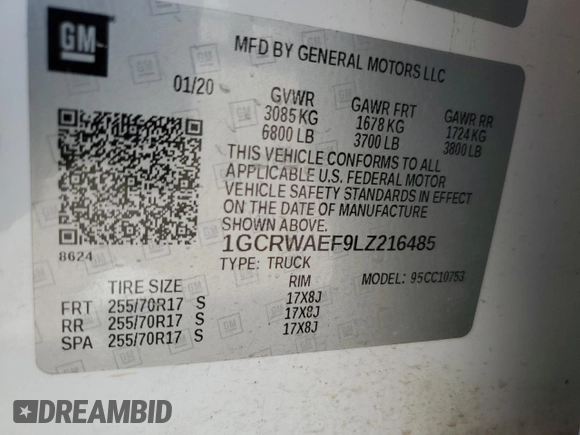 GM
MFD BY GENERAL MOTORS LLC
01/20
GVWR GAWR FRT GAWR RR
3085 KG 1678 KG 1724 KG
6800 LB 3700 LB 3800 LB
THIS VEHICLE CONFORMS TO ALL
APPLICABLE U.S. FEDERAL MOTOR
VEHICLE SAFETY STANDARDS IN EFFECT
ON THE DATE OF MANUFACTURE
8624
1GCRWAEF9LZ216485
TYPE: TRUCK MODEL: 95CC10753
TIRE SIZE RIM
FRT 255/70R17 S 17X8J
RR 255/70R17 S 17X8J
SPA 255/70R17 S 17X8J
DREAMBID